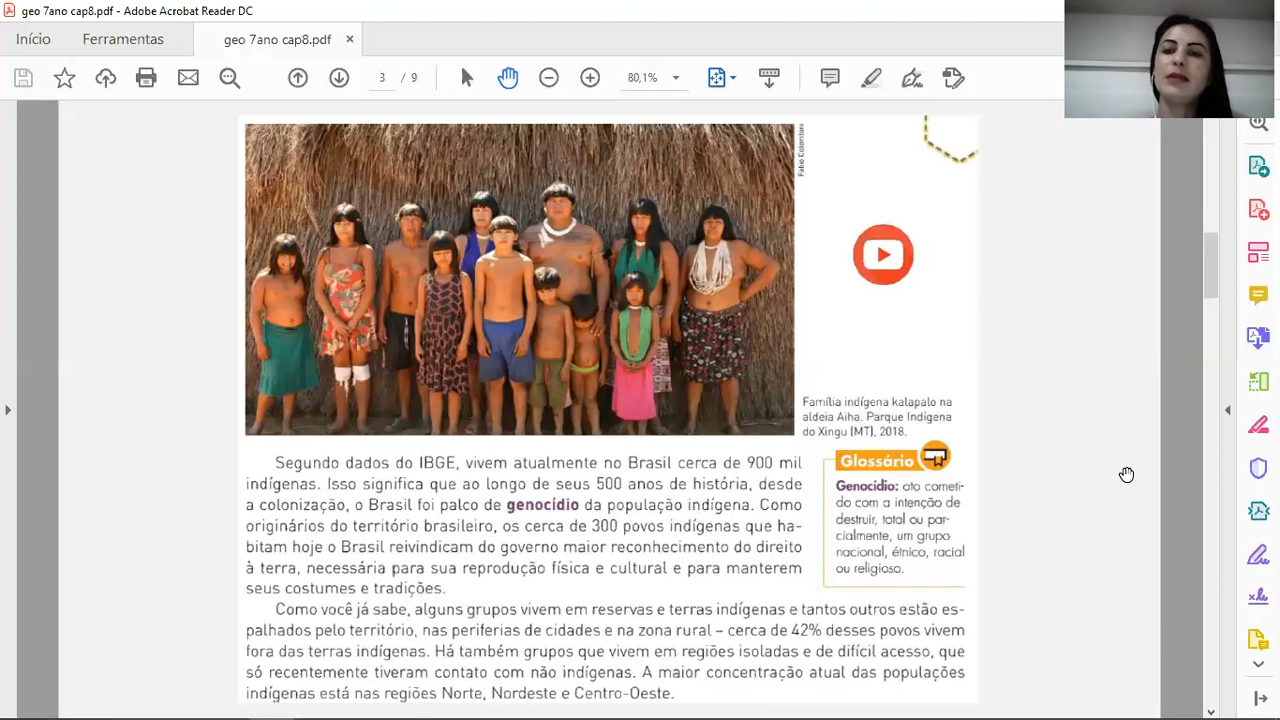 geo 7ano cap8.pdf - Adobe Acrobat Reader DC
Início
Ferramentas
geo 7ano cap8.pdf
3 / 9
80,1%
Fabio Colombini
Família indígena kalapalo na
aldeia Aiha. Parque Indígena
do Xingu (MT), 2018.
Segundo dados do IBGE, vivem atualmente no Brasil cerca de 900 mil
indígenas. Isso significa que ao longo de seus 500 anos de história, desde
a colonização, o Brasil foi palco de genocídio da população indígena. Como
originários do território brasileiro, os cerca de 300 povos indígenas que ha-
bitam hoje o Brasil reivindicam do governo maior reconhecimento do direito
à terra, necessária para sua reprodução física e cultural e para manterem
seus costumes e tradições.
Glossário
Genocídio: ato cometi-
do com a intenção de
destruir, total ou par-
cialmente, um grupo
nacional, étnico, racial
ou religioso.
Como você já sabe, alguns grupos vivem em reservas e terras indígenas e tantos outros estão es-
palhados pelo território, nas periferias de cidades e na zona rural – cerca de 42% desses povos vivem
fora das terras indígenas. Há também grupos que vivem em regiões isoladas e de difícil acesso, que
só recentemente tiveram contato com não indígenas. A maior concentração atual das populações
indígenas está nas regiões Norte, Nordeste e Centro-Oeste.